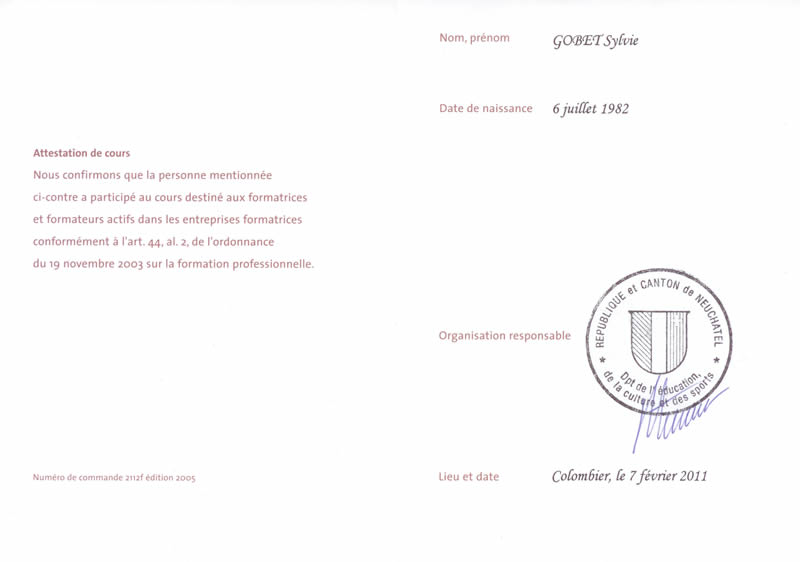 Attestation de cours
Nous confirmons que la personne mentionnée
ci-contre a participé au cours destiné aux formatrices
et formateurs actifs dans les entreprises formatrices
conformément à l'art. 44, al. 2, de l'ordonnance
du 19 novembre 2003 sur la formation professionnelle.
Numéro de commande 2112f édition 2005
Nom, prénom GOBET Sylvie
Date de naissance 6 juillet 1982
Organisation responsable
REPUBLIQUE et CANTON de NEUCHATEL
Dpt de l'éducation,
de la culture et des sports
Lieu et date Colombier, le 7 février 2011